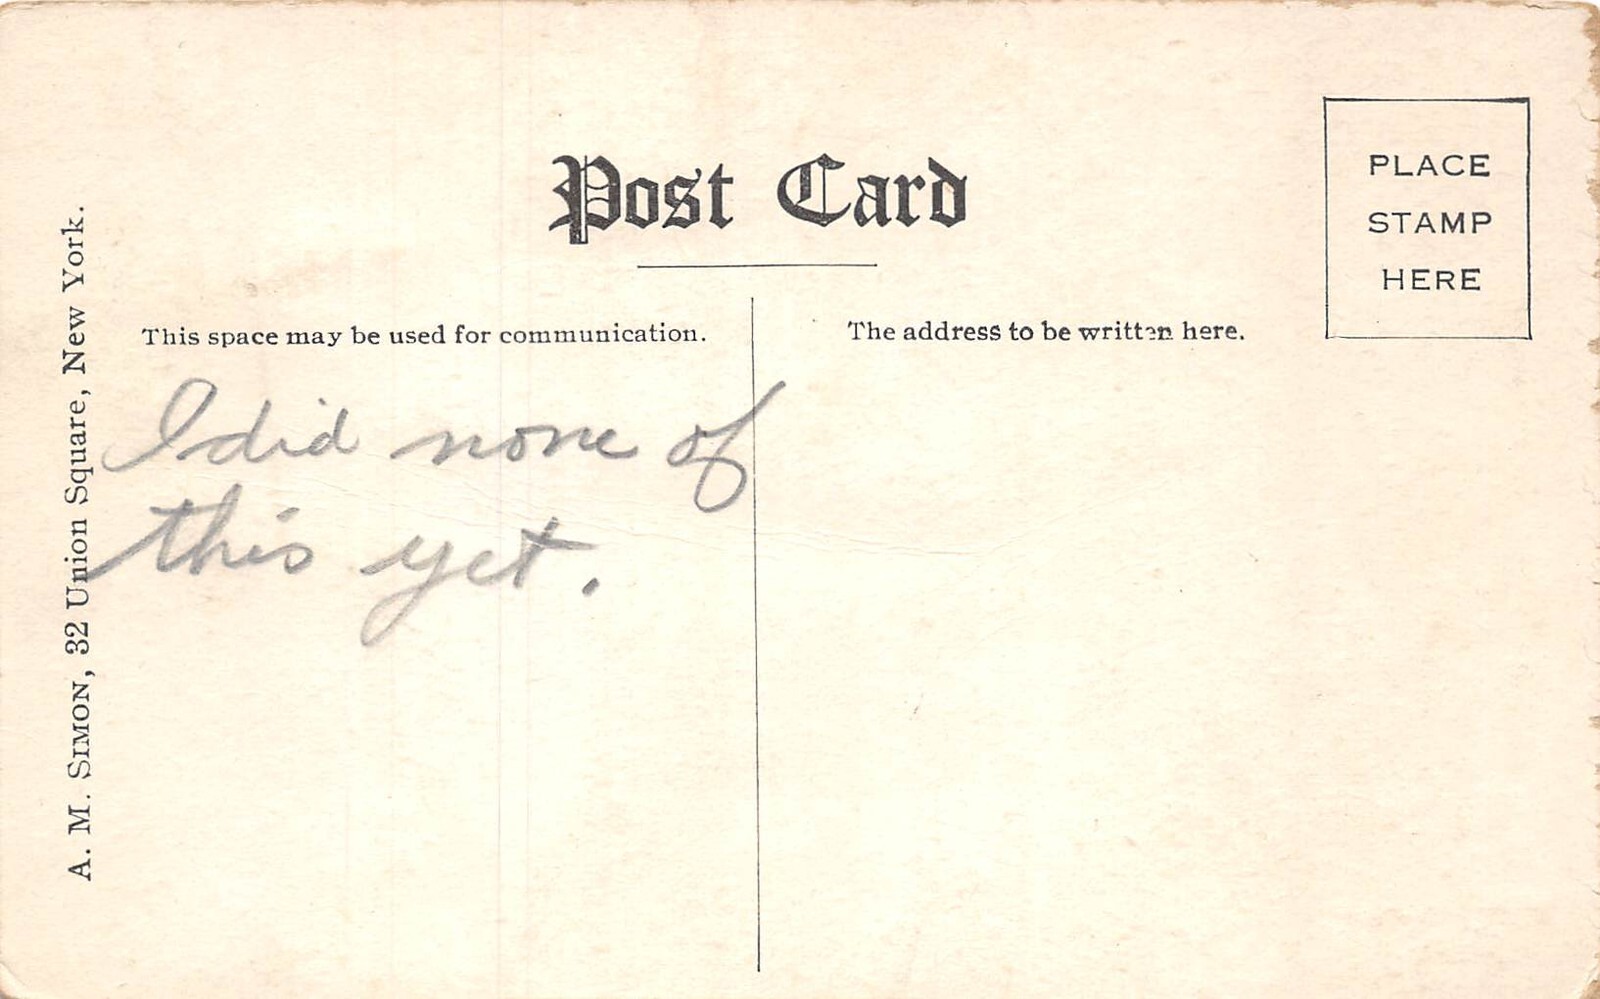 Post Card
PLACE
STAMP
HERE
This space may be used for communication.
The address to be written here.
I did none of
this yet.
A. M. SIMON, 32 Union Square, New York.